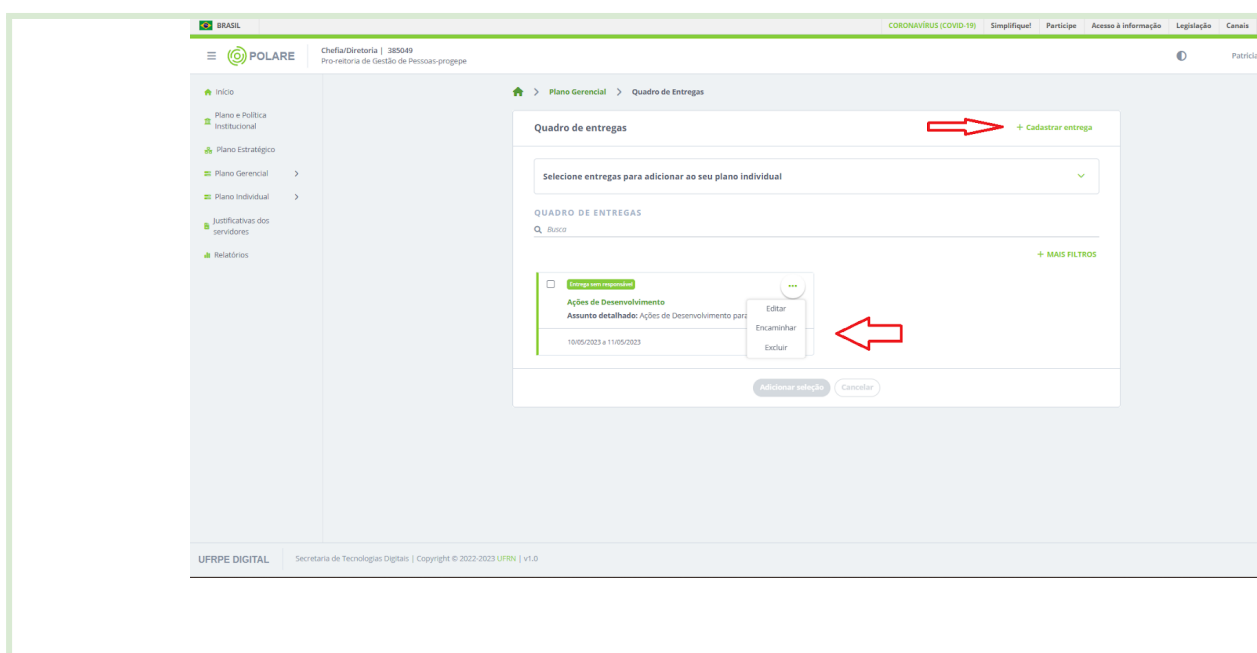 BRASIL
CORONAVÍRUS (COVID-19) Simplifique! Participe Acesso à informação Legislação Canais
POLARE
Chefia/Diretoria | 385049
Pro-reitoria de Gestão de Pessoas-progepe
Patricia
Início
Plano e Política
Institucional
Plano Estratégico
Plano Gerencial
Plano Individual
Justificativas dos
servidores
Relatórios
Plano Gerencial > Quadro de Entregas
Quadro de entregas
+ Cadastrar entrega
Selecione entregas para adicionar ao seu plano individual
QUADRO DE ENTREGAS
Busca
+ MAIS FILTROS
Entrega sem responsável
Ações de Desenvolvimento
Assunto detalhado: Ações de Desenvolvimento para
10/05/2023 a 11/05/2023
Editar
Encaminhar
Excluir
Adicionar seleção Cancelar
UFRPE DIGITAL
Secretaria de Tecnologias Digitais | Copyright © 2022-2023 UFRN | v1.0